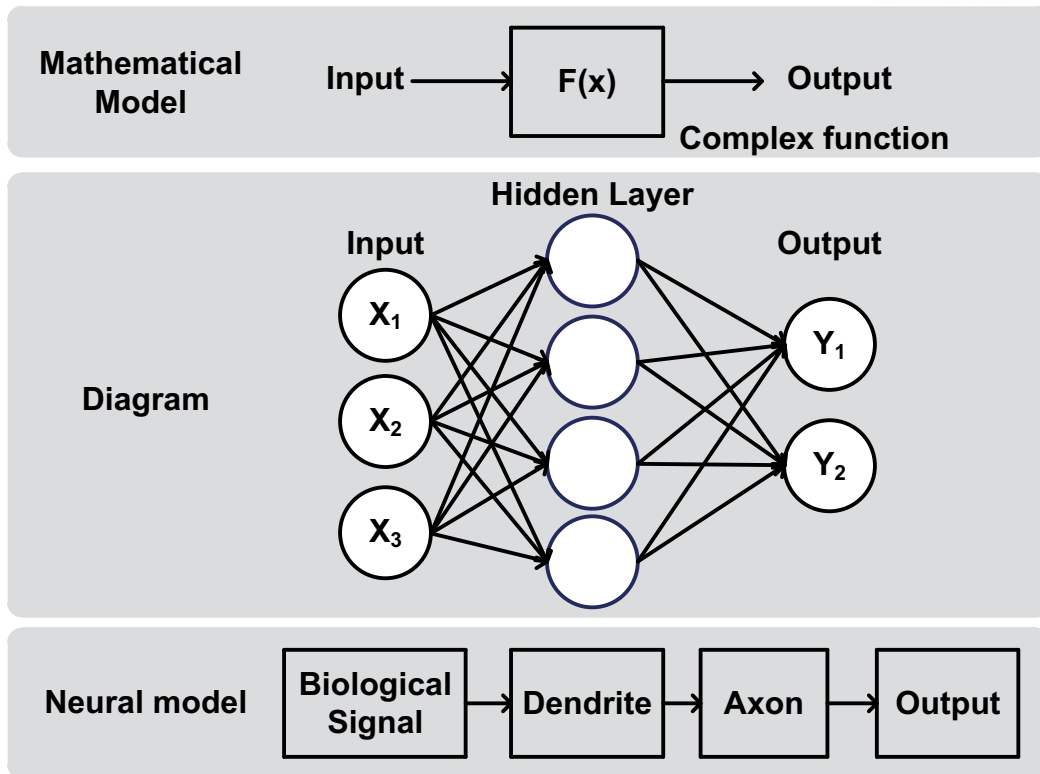 Mathematical
Model
Input
F(x)
Output
Complex function
Hidden Layer
Input
Output
X₁
X₂
X₃
Y₁
Y₂
Diagram
Neural model
Biological
Signal
Dendrite
Axon
Output